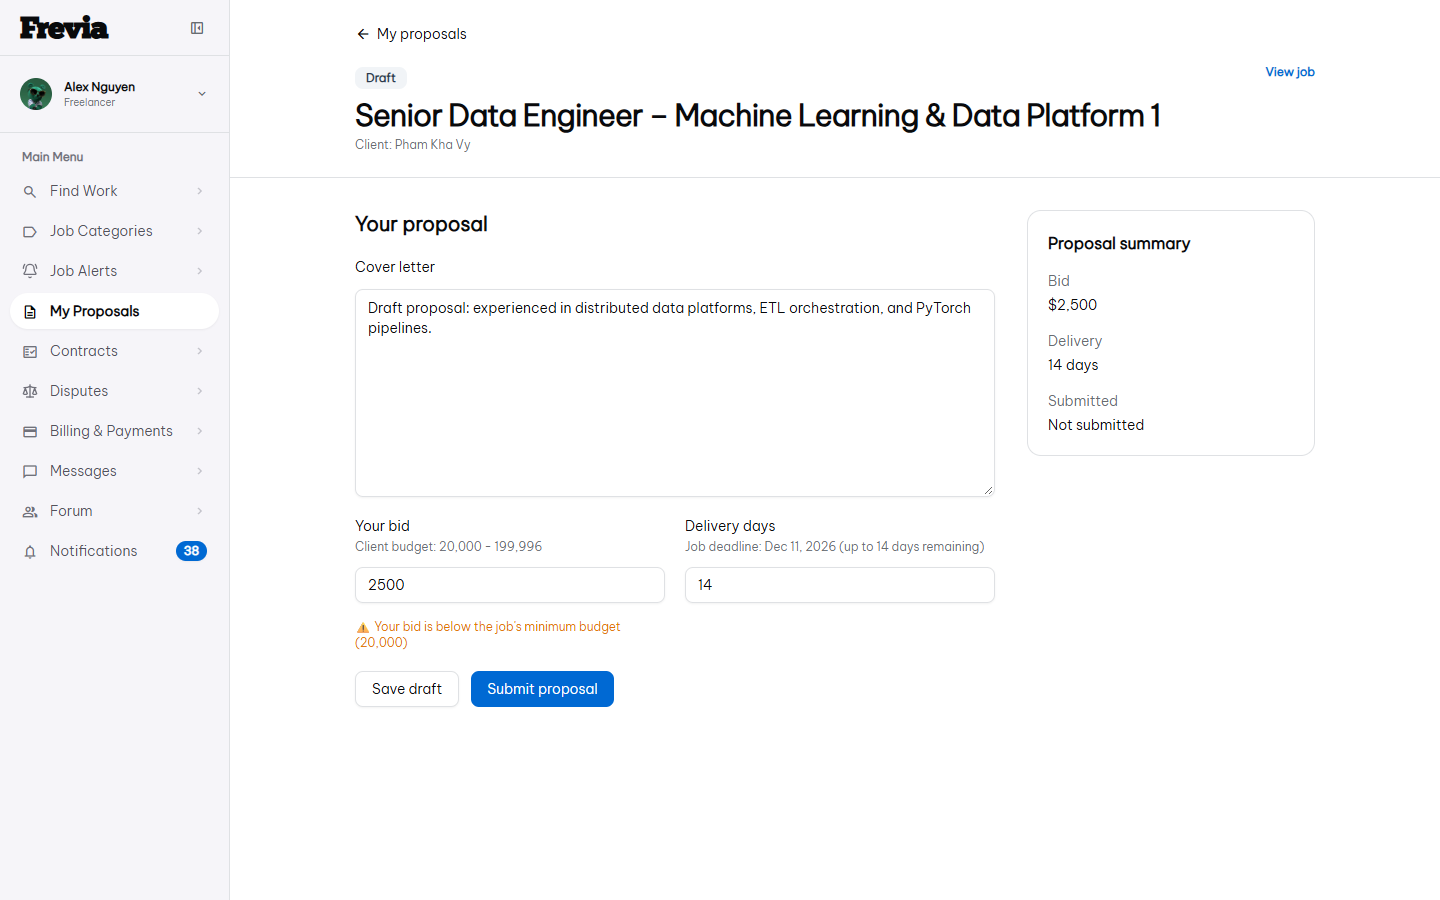 Frevia
Alex Nguyen
Freelancer
Main Menu
Find Work
Job Categories
Job Alerts
My Proposals
Contracts
Disputes
Billing & Payments
Messages
Forum
Notifications 38
My proposals
Draft
View job
Senior Data Engineer – Machine Learning & Data Platform 1
Client: Pham Kha Vy
Your proposal
Cover letter
Draft proposal: experienced in distributed data platforms, ETL orchestration, and PyTorch
pipelines.
Your bid
Client budget: 20,000 - 199,996
2500
Your bid is below the job's minimum budget
(20,000)
Delivery days
Job deadline: Dec 11, 2026 (up to 14 days remaining)
14
Save draft
Submit proposal
Proposal summary
Bid
$2,500
Delivery
14 days
Submitted
Not submitted